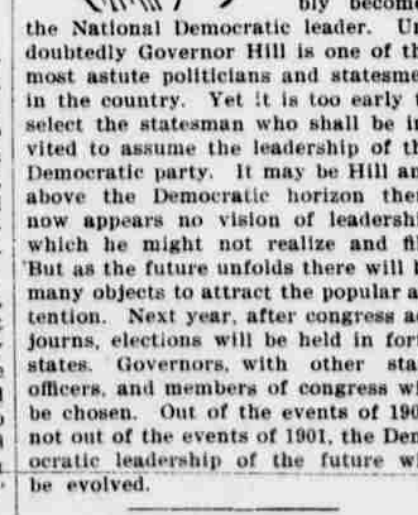 bly become
the National Democratic leader. Un
doubtedly Governor Hill is one of th
most astute politicians and statesme
in the country. Yet it is too early t
select the statesman who shall be in
vited to assume the leadership of th
Democratic party. It may be Hill an
above the Democratic horizon ther
now appears no vision of leadershi
which he might not realize and fil
But as the future unfolds there will b
many objects to attract the popular a
tention. Next year, after congress a
journs, elections will be held in for
states. Governors, with other sta
officers, and members of congress wi
be chosen. Out of the events of 190
not out of the events of 1901, the Dem
ocratic leadership of the future wi
be evolved.